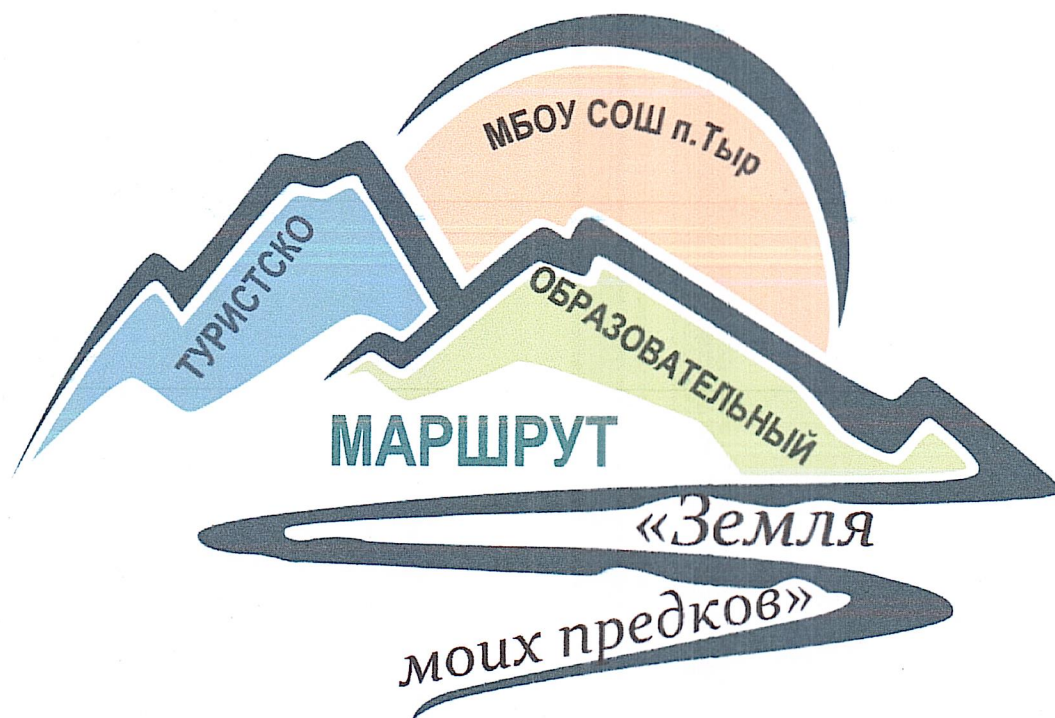 МБОУ СОШ п.Тыр
ТУРИСТСКО
ОБРАЗОВАТЕЛЬНЫЙ
МАРШРУТ
«Земля
моих предков»